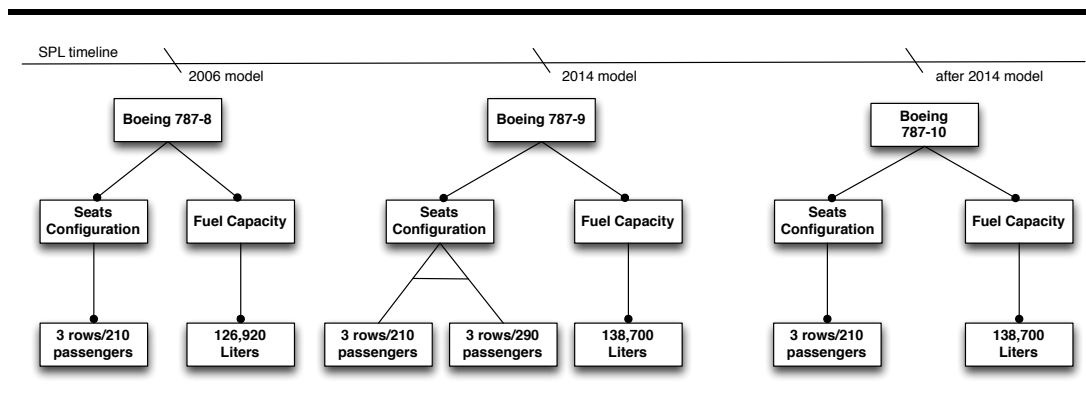 SPL timeline
2006 model
2014 model
after 2014 model
Boeing 787-8
Boeing 787-9
Boeing
787-10
Seats
Configuration
Fuel Capacity
Seats
Configuration
Fuel Capacity
Seats
Configuration
Fuel Capacity
3 rows/210
passengers
126,920
Liters
3 rows/210
passengers
3 rows/290
passengers
138,700
Liters
3 rows/210
passengers
138,700
Liters